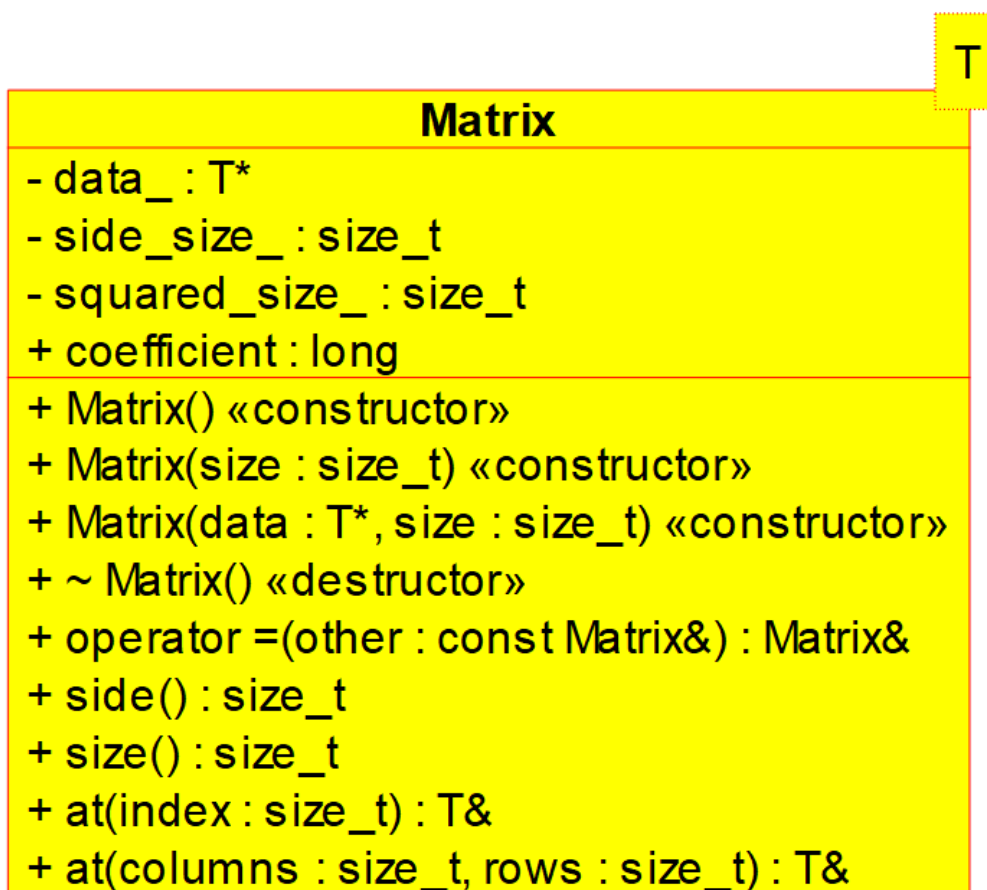 T
Matrix
- data_ : T*
- side_size_ : size_t
- squared_size_ : size_t
+ coefficient : long
+ Matrix() «constructor»
+ Matrix(size : size_t) «constructor»
+ Matrix(data : T*, size : size_t) «constructor»
+ ~ Matrix() «destructor»
+ operator =(other : const Matrix&) : Matrix&
+ side() : size_t
+ size() : size_t
+ at(index : size_t) : T&
+ at(columns : size_t, rows : size_t) : T&